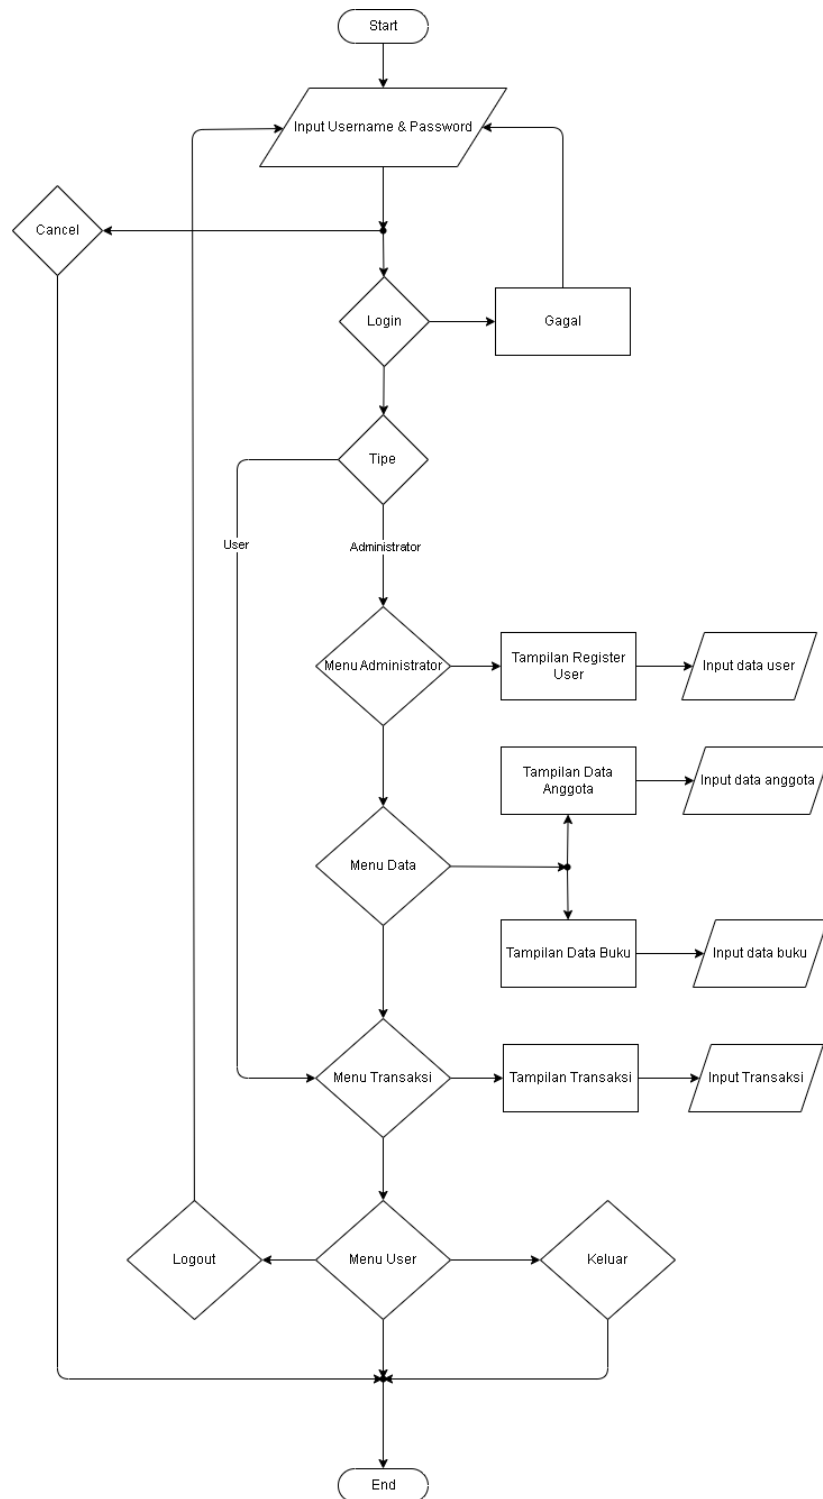 Start
Input Username & Password
Cancel
Login
Gagal
Tipe
User
Administrator
Menu Administrator
Tampilan Register
User
Input data user
Tampilan Data
Anggota
Input data anggota
Menu Data
Tampilan Data Buku
Input data buku
Menu Transaksi
Tampilan Transaksi
Input Transaksi
Logout
Menu User
Keluar
End